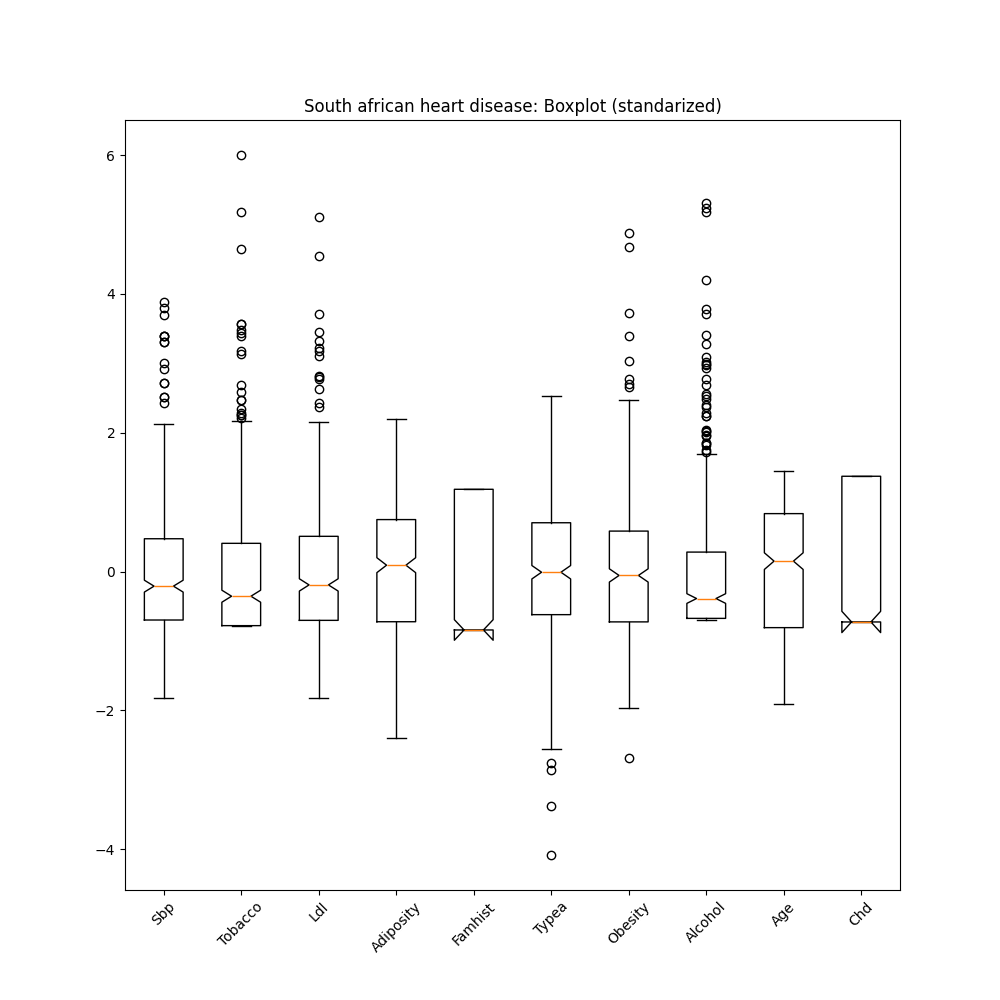 South african heart disease: Boxplot (standarized)
6
4
2
0
−2
−4
Sbp
Tobacco
Ldl
Adiposity
Famhist
Typea
Obesity
Alcohol
Age
Chd